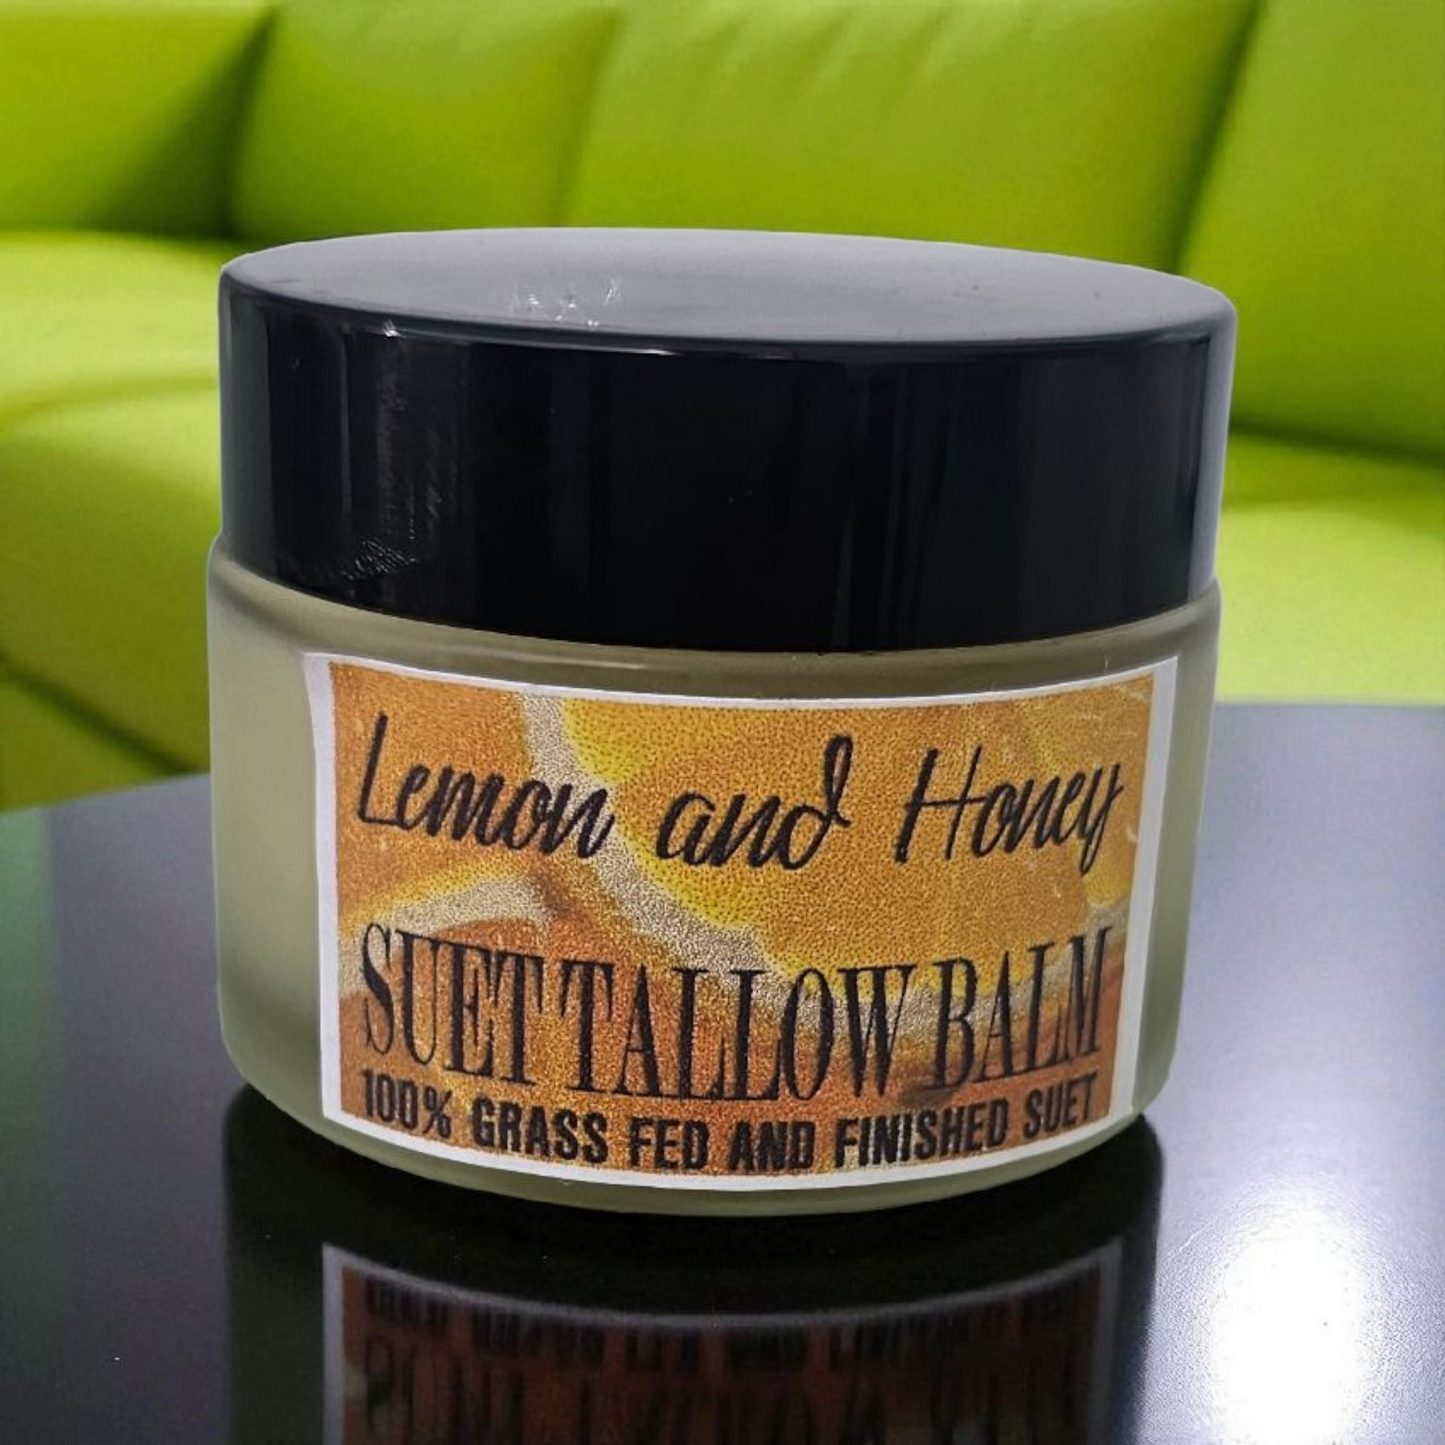 Lemon and Honey
SUET TALLOW BALM
100% GRASS FED AND FINISHED SUET